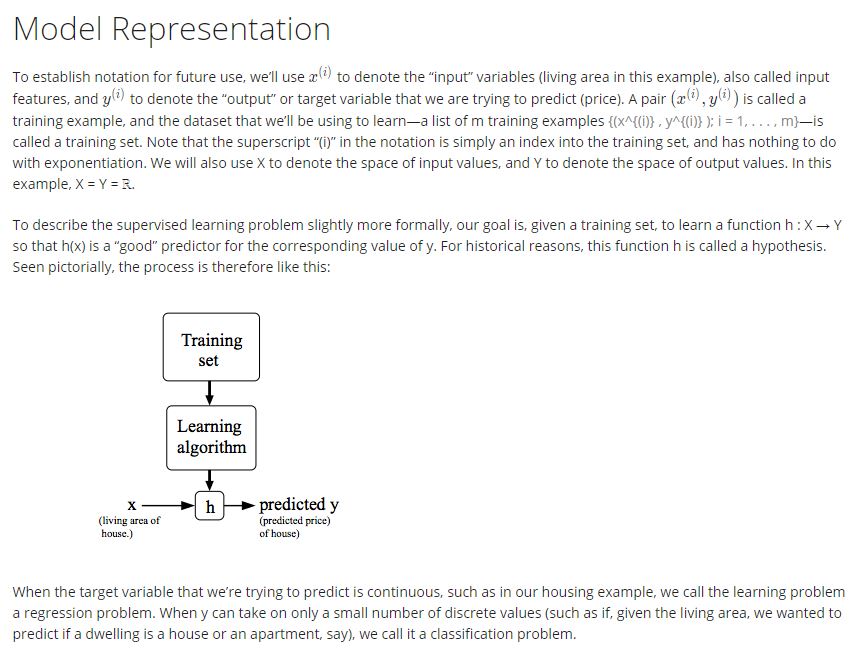 Model Representation
To establish notation for future use, we'll use x⁽ⁱ⁾ to denote the "input" variables (living area in this example), also called input
features, and y⁽ⁱ⁾ to denote the "output" or target variable that we are trying to predict (price). A pair (x⁽ⁱ⁾, y⁽ⁱ⁾) is called a
training example, and the dataset that we'll be using to learn—a list of m training examples {(x^{(i)} , y^{(i)} ); i = 1, . . . , m}—is
called a training set. Note that the superscript "(i)" in the notation is simply an index into the training set, and has nothing to do
with exponentiation. We will also use X to denote the space of input values, and Y to denote the space of output values. In this
example, X = Y = ℝ.
To describe the supervised learning problem slightly more formally, our goal is, given a training set, to learn a function h : X → Y
so that h(x) is a "good" predictor for the corresponding value of y. For historical reasons, this function h is called a hypothesis.
Seen pictorially, the process is therefore like this:
Training
set
Learning
algorithm
x
(living area of
house.)
h
predicted y
(predicted price)
of house)
When the target variable that we're trying to predict is continuous, such as in our housing example, we call the learning problem
a regression problem. When y can take on only a small number of discrete values (such as if, given the living area, we wanted to
predict if a dwelling is a house or an apartment, say), we call it a classification problem.